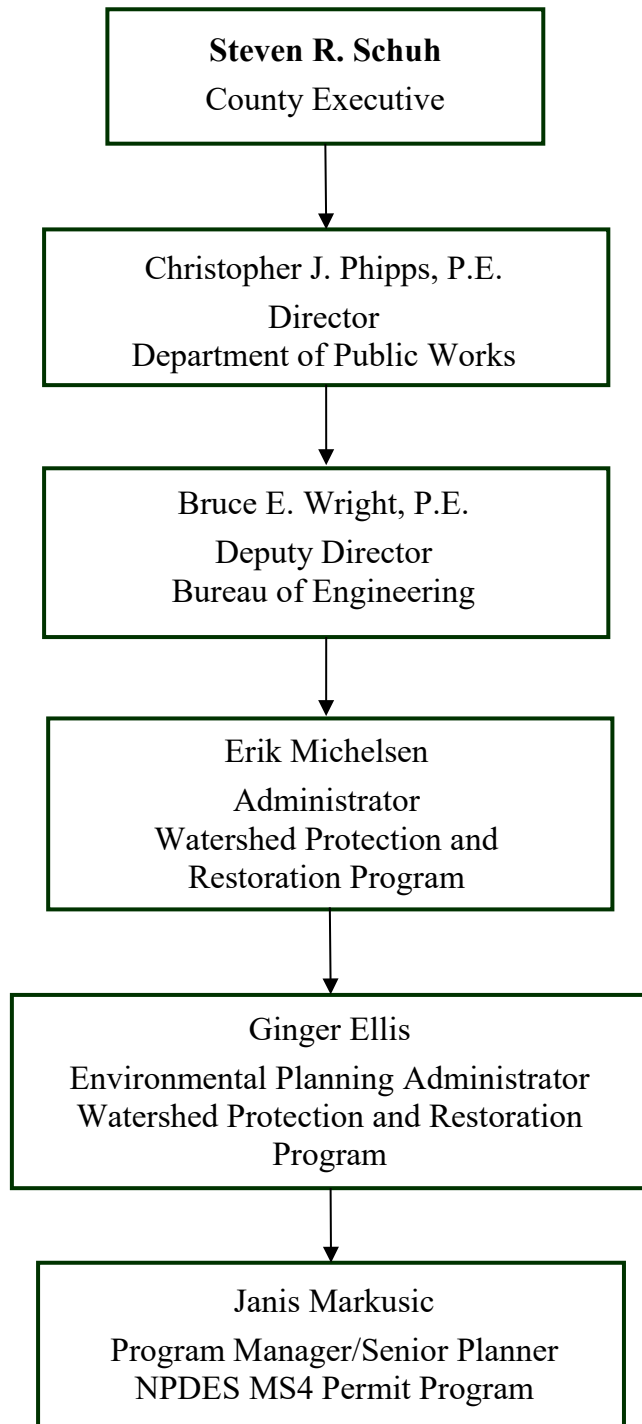 Steven R. Schuh
County Executive
Christopher J. Phipps, P.E.
Director
Department of Public Works
Bruce E. Wright, P.E.
Deputy Director
Bureau of Engineering
Erik Michelsen
Administrator
Watershed Protection and
Restoration Program
Ginger Ellis
Environmental Planning Administrator
Watershed Protection and Restoration
Program
Janis Markusic
Program Manager/Senior Planner
NPDES MS4 Permit Program